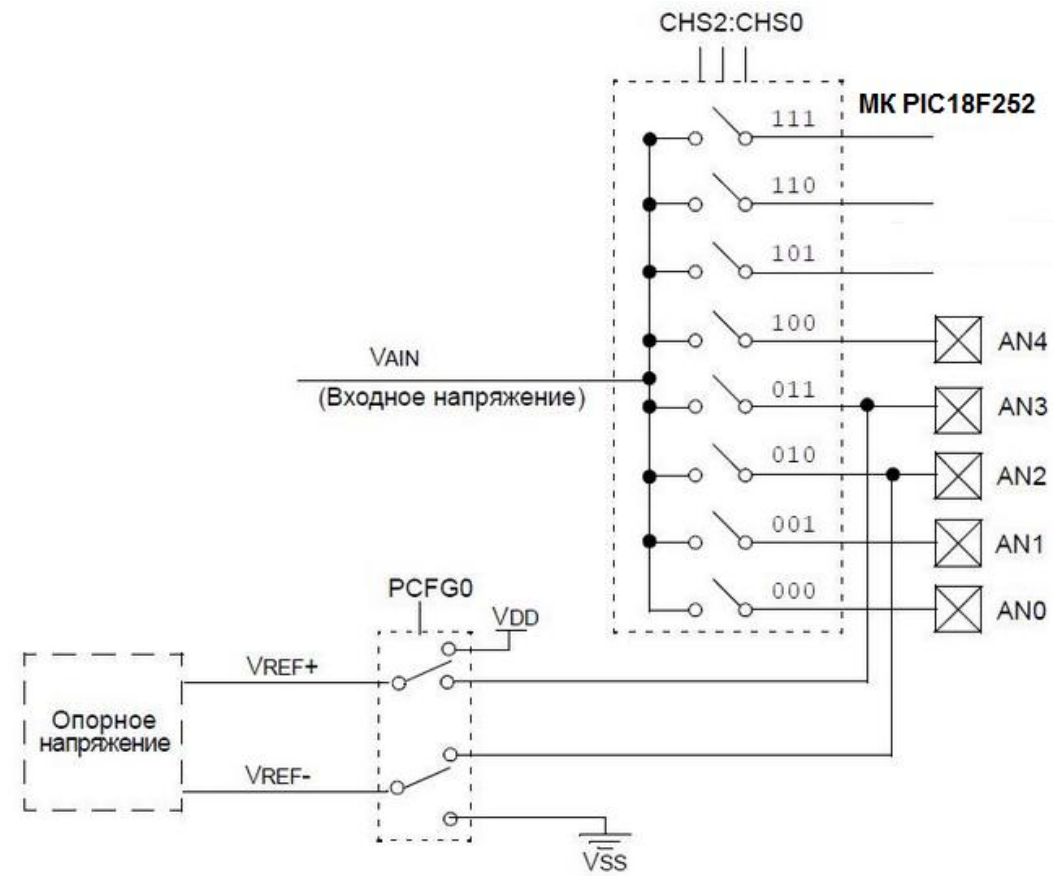 CHS2:CHS0
МК PIC18F252
111
110
101
100
AN4
VAIN
(Входное напряжение)
011
AN3
010
AN2
001
AN1
000
AN0
PCFG0
VDD
VREF+
Опорное
напряжение
VREF-
VSS